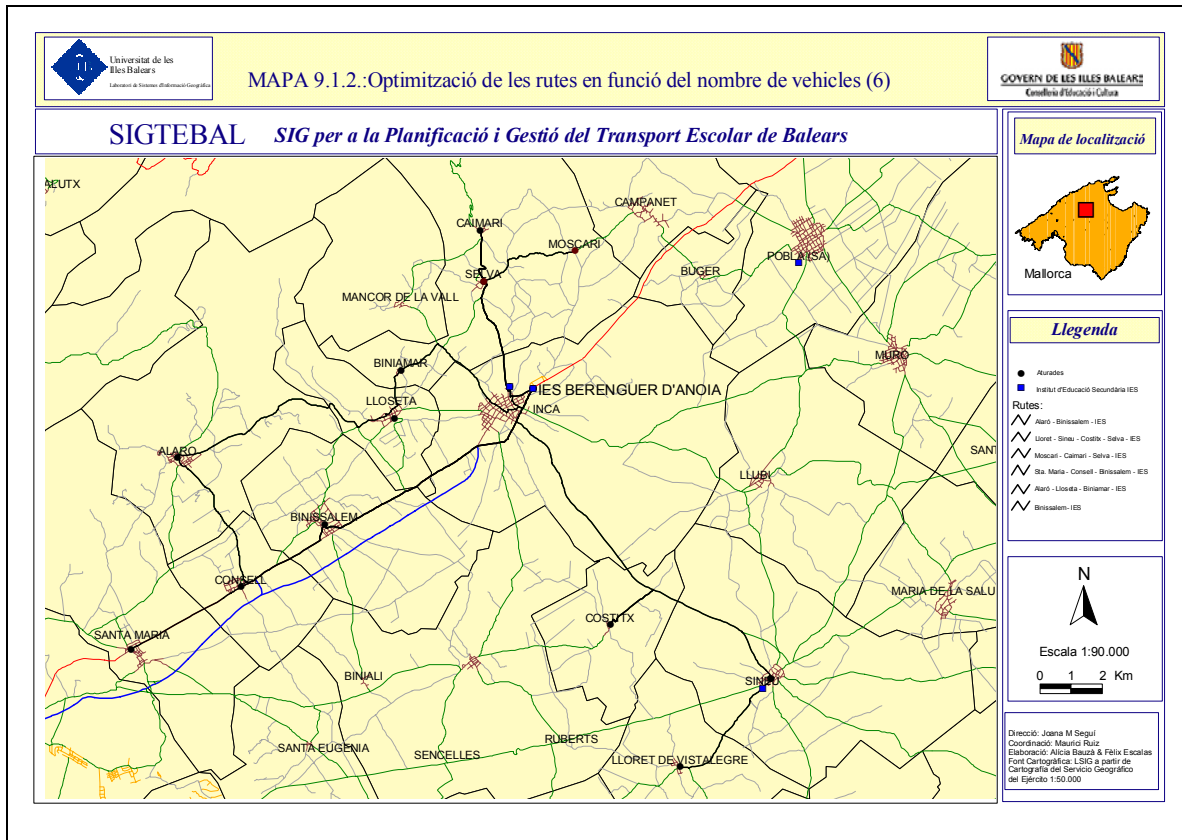 Universitat de les
Illes Balears
Laboratori de Sistemes d'Informació Geogràfica
MAPA 9.1.2.:Optimització de les rutes en funció del nombre de vehicles (6)
GOVERN DE LES ILLES BALEARS
Conselleria d'Educació i Cultura
SIGTEBAL SIG per a la Planificació i Gestió del Transport Escolar de Balears
ALUTX
CAIMARI
CAMPANET
MOSCARI
POBLA (SA)
SELVA
BUGER
MANCOR DE LA VALL
MURO
BINIAMAR
IES BERENGUER D'ANOIA
LLOSETA
INCA
ALARO
SANT
LLUBI
BINISSALEM
CONSELL
MARIA DE LA SALU
COSTITX
SANTA MARIA
BINIALI
SINEU
RUBERTS
SANTA EUGENIA
SENCELLES
LLORET DE VISTALEGRE
Mapa de localització
Mallorca
Llegenda
Aturades
Institut d'Educació Secundària IES
Rutes:
Alaró - Binissalem - IES
Lloret - Sineu - Costitx - Selva - IES
Moscari - Caimari - Selva - IES
Sta. Maria - Consell - Binissalem - IES
Alaró - Lloseta - Biniamar - IES
Binissalem- IES
N
Escala 1:90.000
0 1 2 Km
Direcció: Joana M Seguí
Coordinació: Maurici Ruiz
Elaboració: Alícia Bauzà & Fèlix Escalas
Font Cartogràfica: LSIG a partir de
Cartografía del Servicio Geográfico
del Ejército 1:50.000